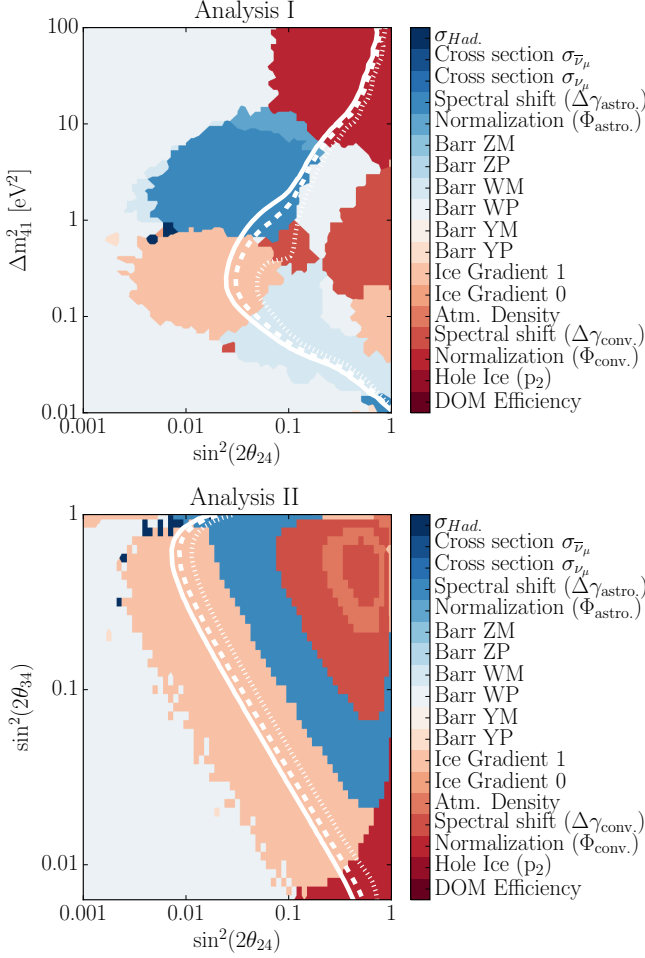 Analysis I
100
10
1
0.1
0.01
Δm²₄₁ [eV²]
0.001
0.01
0.1
1
sin²(2θ₂₄)
σ_Had.
Cross section σ_ν̅μ
Cross section σ_νμ
Spectral shift (Δγ_astro.)
Normalization (Φ_astro.)
Barr ZM
Barr ZP
Barr WM
Barr WP
Barr YM
Barr YP
Ice Gradient 1
Ice Gradient 0
Atm. Density
Spectral shift (Δγ_conv.)
Normalization (Φ_conv.)
Hole Ice (p₂)
DOM Efficiency
Analysis II
1
0.1
0.01
sin²(2θ₃₄)
0.001
0.01
0.1
1
sin²(2θ₂₄)
σ_Had.
Cross section σ_ν̅μ
Cross section σ_νμ
Spectral shift (Δγ_astro.)
Normalization (Φ_astro.)
Barr ZM
Barr ZP
Barr WM
Barr WP
Barr YM
Barr YP
Ice Gradient 1
Ice Gradient 0
Atm. Density
Spectral shift (Δγ_conv.)
Normalization (Φ_conv.)
Hole Ice (p₂)
DOM Efficiency